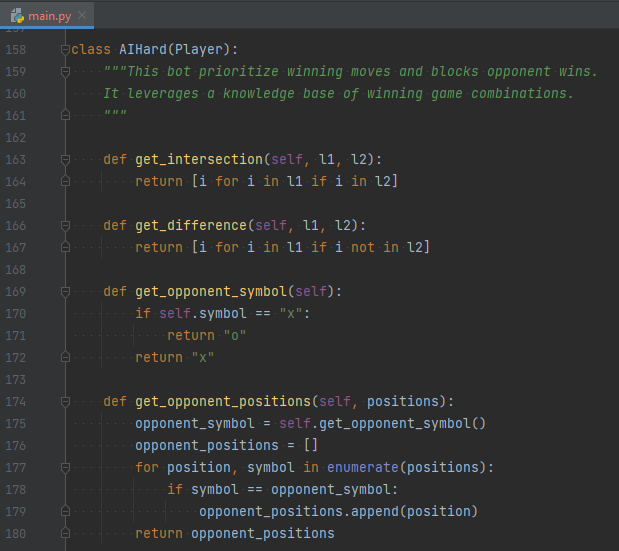 main.py
157
158 class AIHard(Player):
159     """This bot prioritize winning moves and blocks opponent wins.
160     It leverages a knowledge base of winning game combinations.
161     """
162
163     def get_intersection(self, l1, l2):
164         return [i for i in l1 if i in l2]
165
166     def get_difference(self, l1, l2):
167         return [i for i in l1 if i not in l2]
168
169     def get_opponent_symbol(self):
170         if self.symbol == "x":
171             return "o"
172         return "x"
173
174     def get_opponent_positions(self, positions):
175         opponent_symbol = self.get_opponent_symbol()
176         opponent_positions = []
177         for position, symbol in enumerate(positions):
178             if symbol == opponent_symbol:
179                 opponent_positions.append(position)
180         return opponent_positions